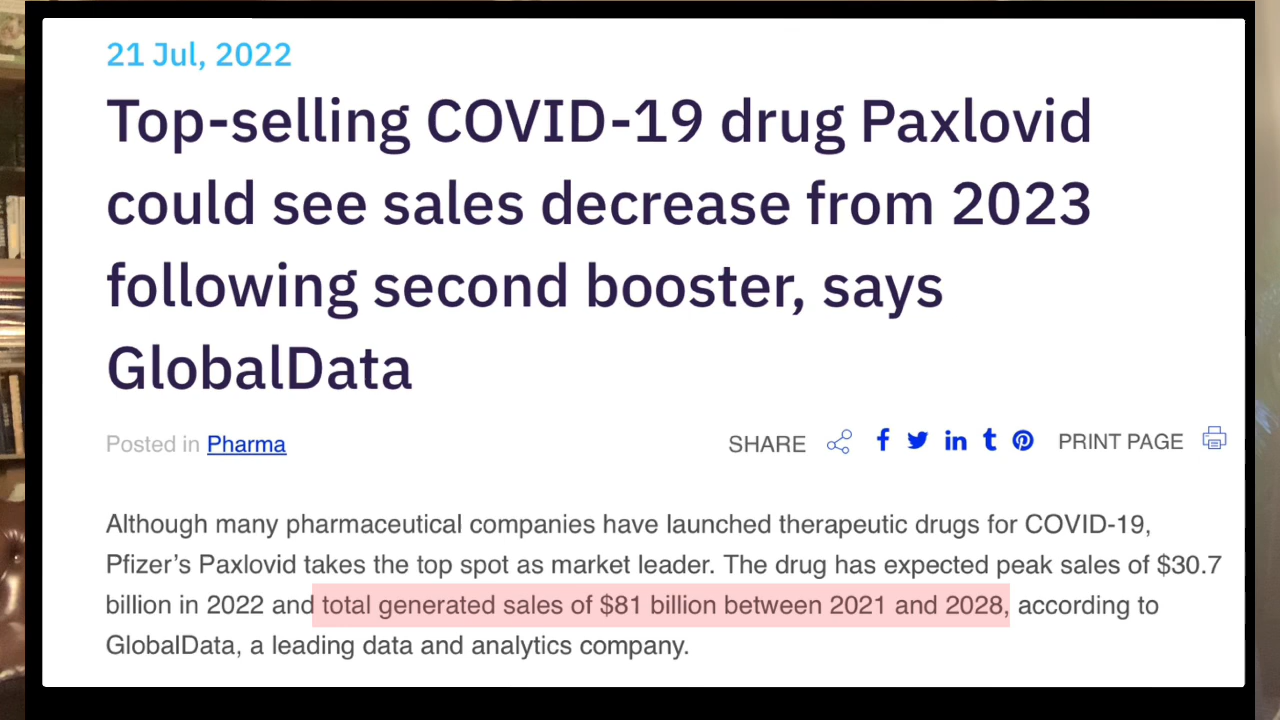 21 Jul, 2022
Top-selling COVID-19 drug Paxlovid
could see sales decrease from 2023
following second booster, says
GlobalData
Posted in Pharma
SHARE PRINT PAGE
Although many pharmaceutical companies have launched therapeutic drugs for COVID-19,
Pfizer’s Paxlovid takes the top spot as market leader. The drug has expected peak sales of $30.7
billion in 2022 and total generated sales of $81 billion between 2021 and 2028, according to
GlobalData, a leading data and analytics company.